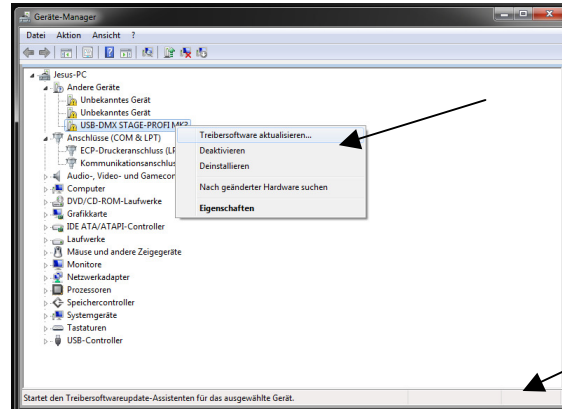 Geräte-Manager
Datei Aktion Ansicht ?
Jesus-PC
Andere Geräte
Unbekanntes Gerät
Unbekanntes Gerät
USB-DMX STAGE-PROFI MK2
Treibersoftware aktualisieren...
Anschlüsse (COM & LPT)
Deaktivieren
ECP-Druckeranschluss (LP
Kommunikationsanschlus
Deinstallieren
Audio-, Video- und Gamecon
Computer
Nach geänderter Hardware suchen
DVD/CD-ROM-Laufwerke
Grafikkarte
Eigenschaften
IDE ATA/ATAPI-Controller
Laufwerke
Mäuse und andere Zeigegeräte
Monitore
Netzwerkadapter
Prozessoren
Speichercontroller
Systemgeräte
Tastaturen
USB-Controller
Startet den Treibersoftwareupdate-Assistenten für das ausgewählte Gerät.